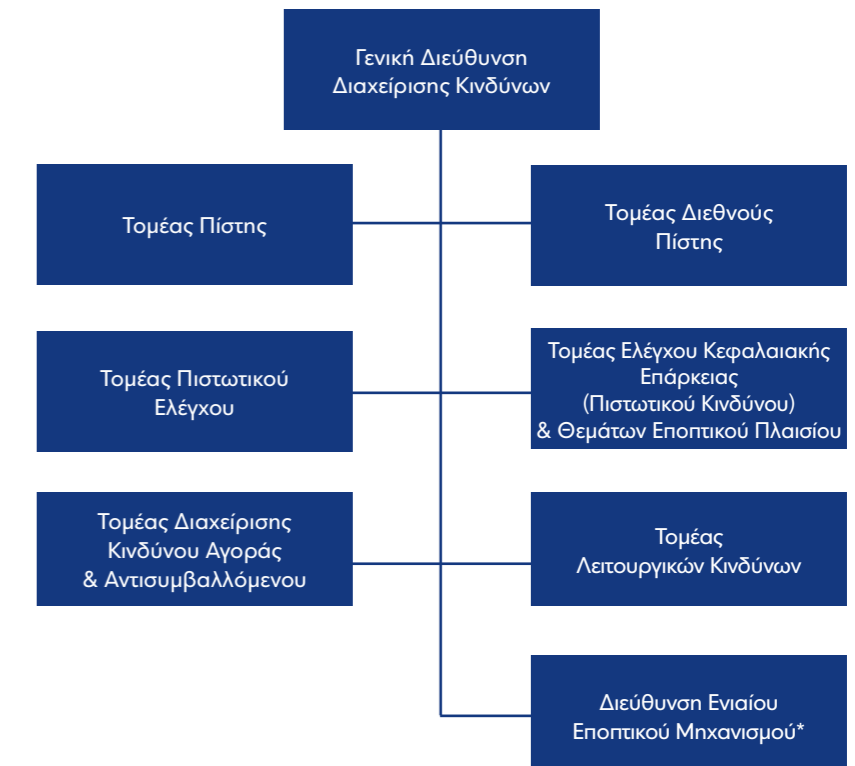 Γενική Διεύθυνση
Διαχείρισης Κινδύνων
Τομέας Πίστης
Τομέας Διεθνούς
Πίστης
Τομέας Πιστωτικού
Ελέγχου
Τομέας Ελέγχου Κεφαλαιακής
Επάρκειας
(Πιστωτικού Κινδύνου)
& Θεμάτων Εποπτικού Πλαισίου
Τομέας Διαχείρισης
Κινδύνου Αγοράς
& Αντισυμβαλλόμενου
Τομέας
Λειτουργικών Κινδύνων
Διεύθυνση Ενιαίου
Εποπτικού Μηχανισμού*